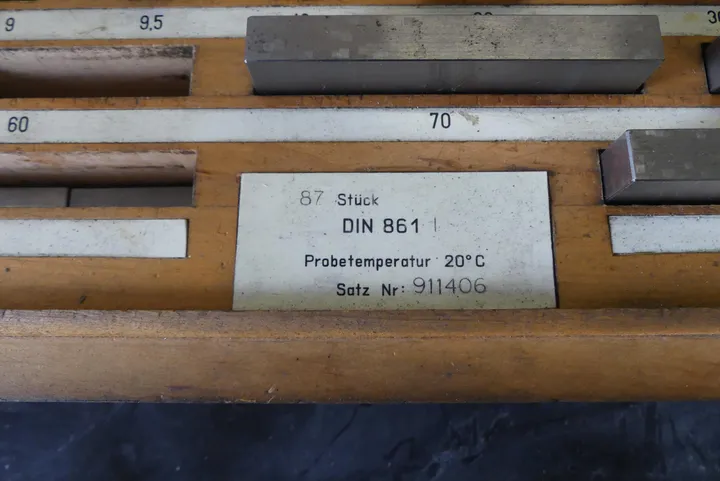 9 9.5
60 70
87 Stück
DIN 861 I
Probetemperatur 20°C
Satz Nr: 911406